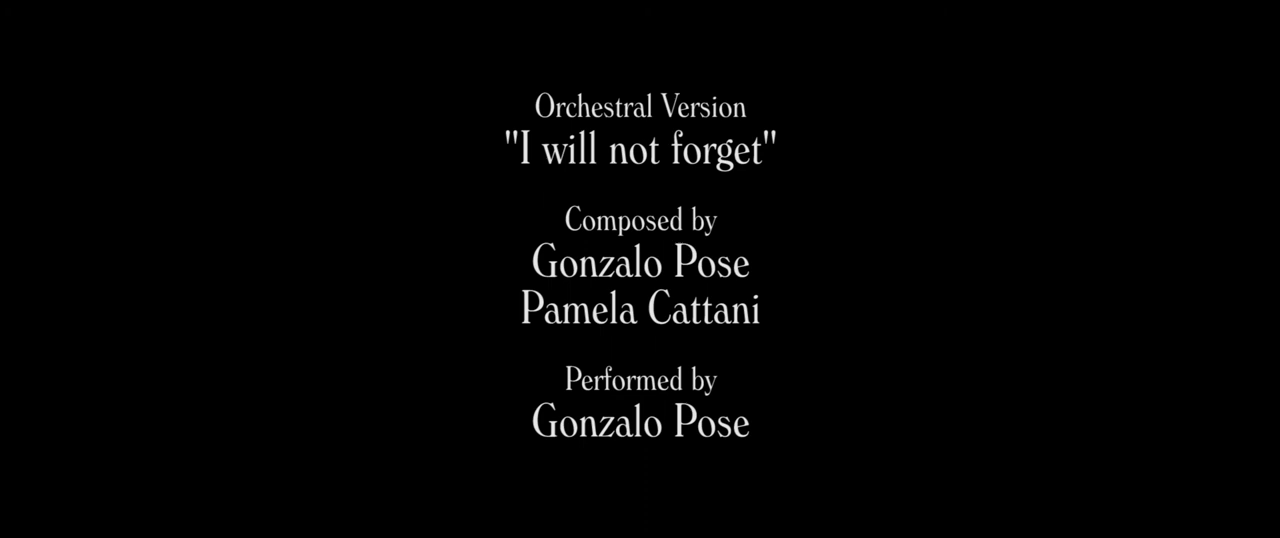 Orchestral Version
"I will not forget"
Composed by
Gonzalo Pose
Pamela Cattani
Performed by
Gonzalo Pose